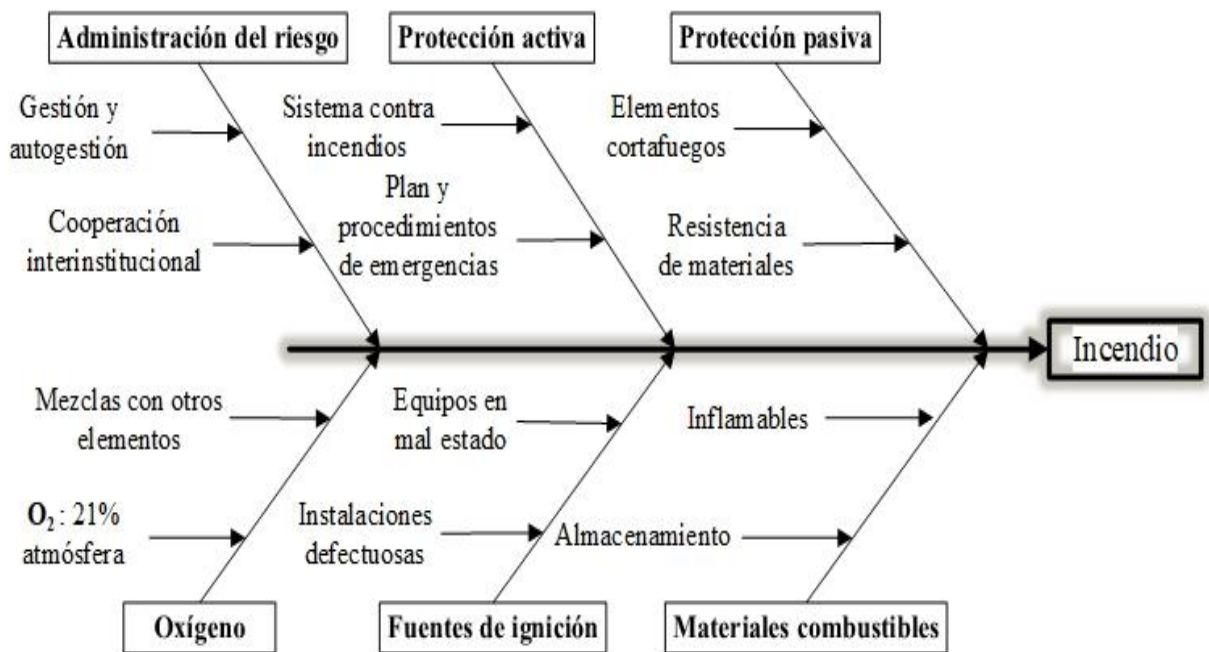 Administración del riesgo
Protección activa
Protección pasiva
Gestión y
autogestión
Sistema contra
incendios
Elementos
cortafuegos
Cooperación
interinstitucional
Plan y
procedimientos
de emergencias
Resistencia
de materiales
Incendio
Mezclas con otros
elementos
Equipos en
mal estado
Inflamables
O₂ : 21%
atmósfera
Instalaciones
defectuosas
Almacenamiento
Oxígeno
Fuentes de ignición
Materiales combustibles